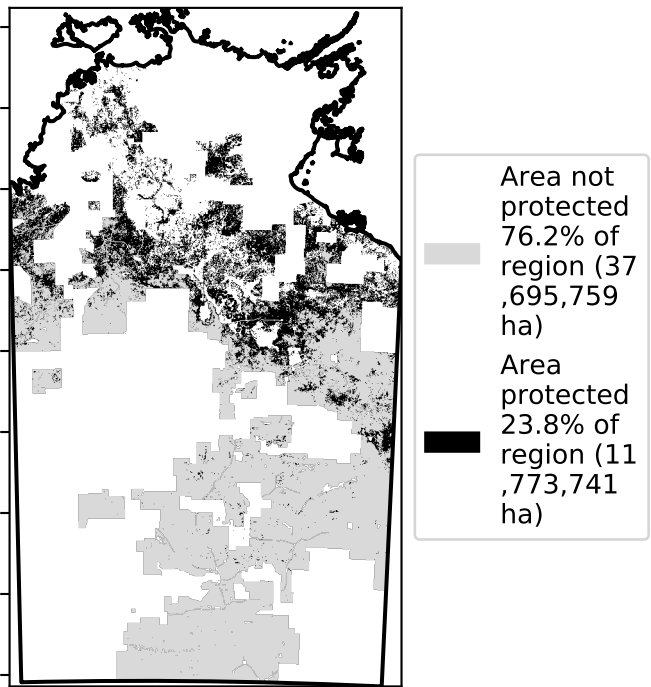 Area not
protected
76.2% of
region (37
,695,759
ha)
Area
protected
23.8% of
region (11
,773,741
ha)